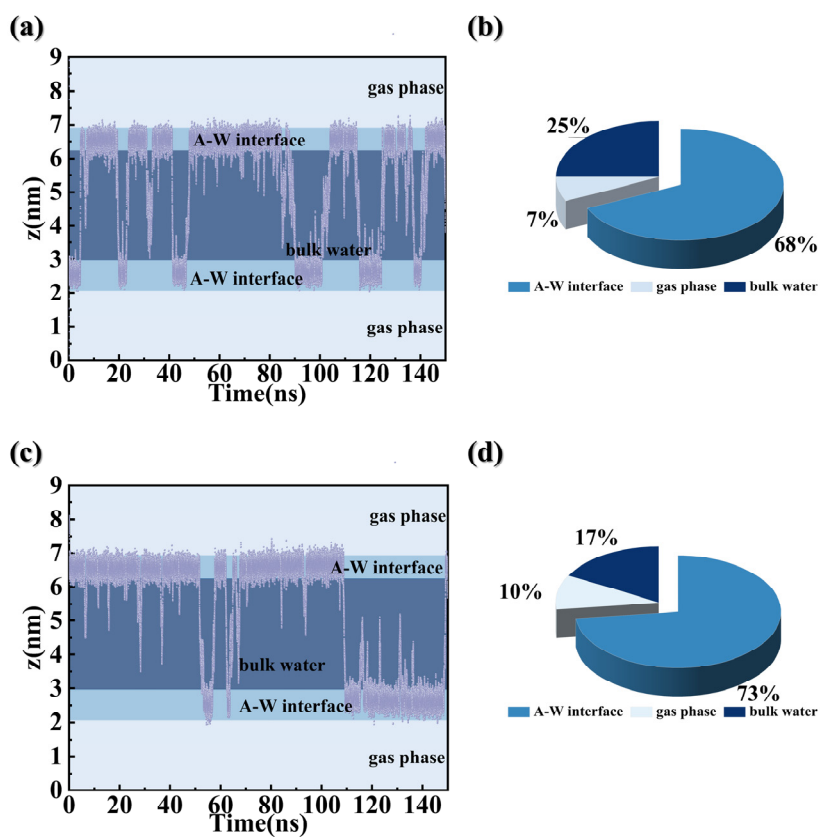 (a)
9
8
7
6
5
4
3
2
1
0
z(nm)
gas phase
A-W interface
bulk water
A-W interface
gas phase
0 20 40 60 80 100 120 140
Time(ns)
(b)
25%
7%
68%
A-W interface gas phase bulk water
(c)
9
8
7
6
5
4
3
2
1
0
z(nm)
gas phase
A-W interface
bulk water
A-W interface
gas phase
0 20 40 60 80 100 120 140
Time(ns)
(d)
17%
10%
73%
A-W interface gas phase bulk water